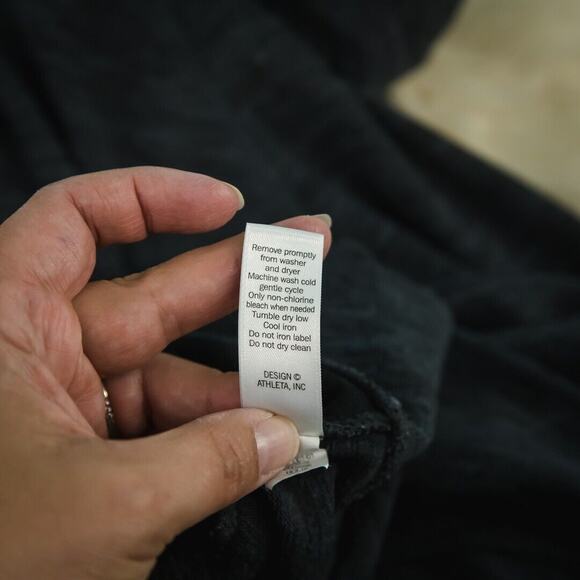 Remove promptly
from washer
and dryer
Machine wash cold
gentle cycle
Only non-chlorine
bleach when needed
Tumble dry low
Cool iron
Do not iron label
Do not dry clean
DESIGN ©
ATHLETA, INC